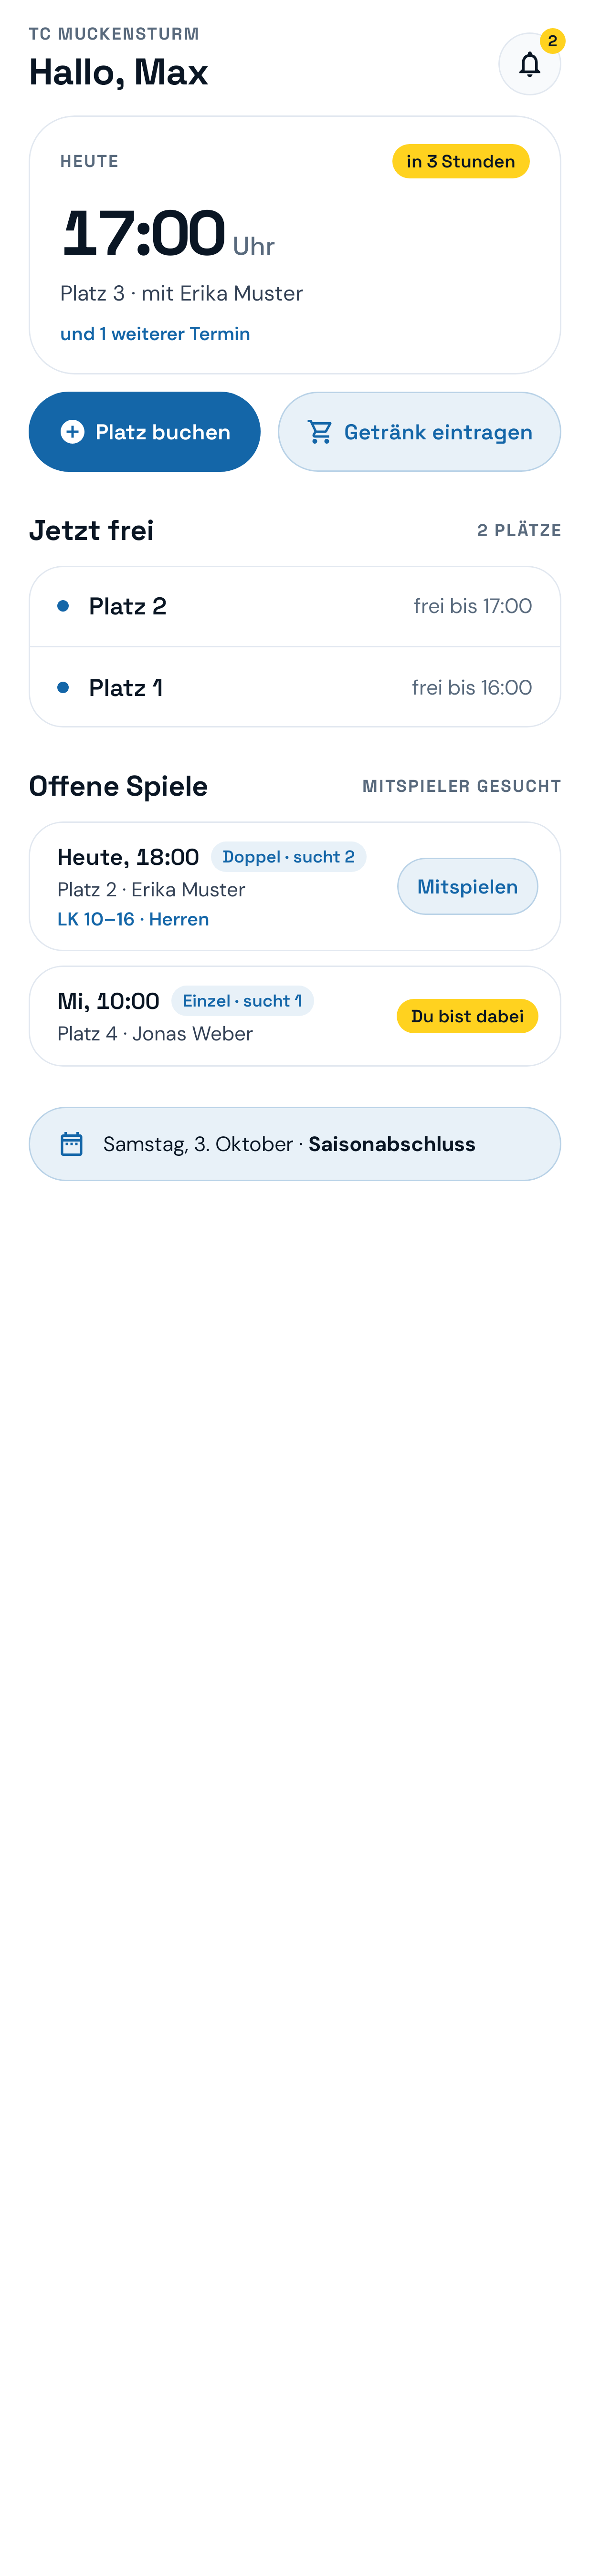 TC MUCKENSTURM
Hallo, Max
2
HEUTE
in 3 Stunden
17:00 Uhr
Platz 3 · mit Erika Muster
und 1 weiterer Termin
Platz buchen
Getränk eintragen
Jetzt frei
2 PLÄTZE
Platz 2
frei bis 17:00
Platz 1
frei bis 16:00
Offene Spiele
MITSPIELER GESUCHT
Heute, 18:00
Doppel · sucht 2
Platz 2 · Erika Muster
LK 10–16 · Herren
Mitspielen
Mi, 10:00
Einzel · sucht 1
Platz 4 · Jonas Weber
Du bist dabei
Samstag, 3. Oktober · Saisonabschluss